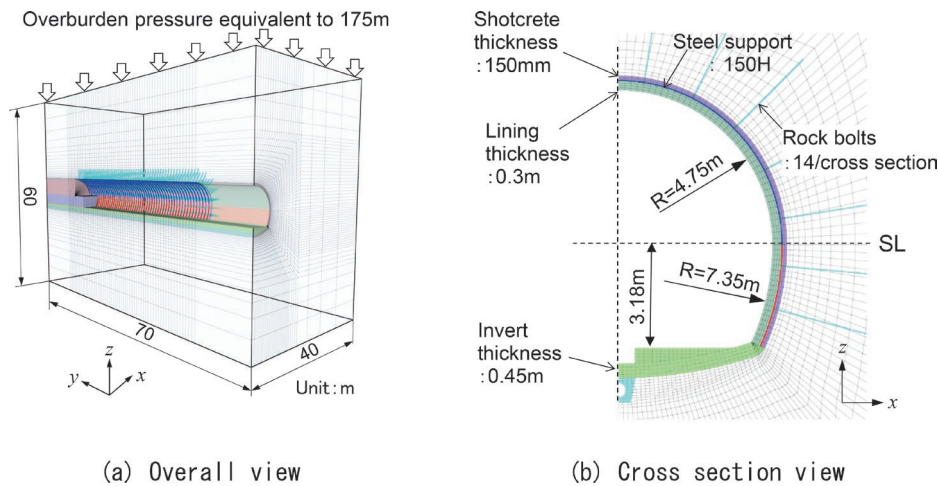 Overburden pressure equivalent to 175m
60
70
40
Unit:m
z
y
x
(a) Overall view
Shotcrete
thickness
:150mm
Steel support
:150H
Lining
thickness
:0.3m
Rock bolts
:14/cross section
R=4.75m
SL
3.18m
R=7.35m
Invert
thickness
:0.45m
z
x
(b) Cross section view